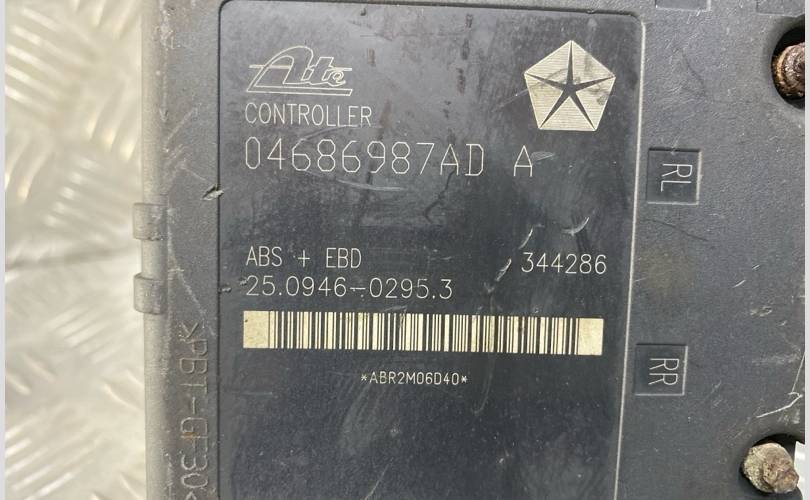 Ate
CONTROLLER
04686987AD A
ABS + EBD 344286
25.0946-0295.3
*ABR2M06D40*
RL
RR
>PBT-GF30<